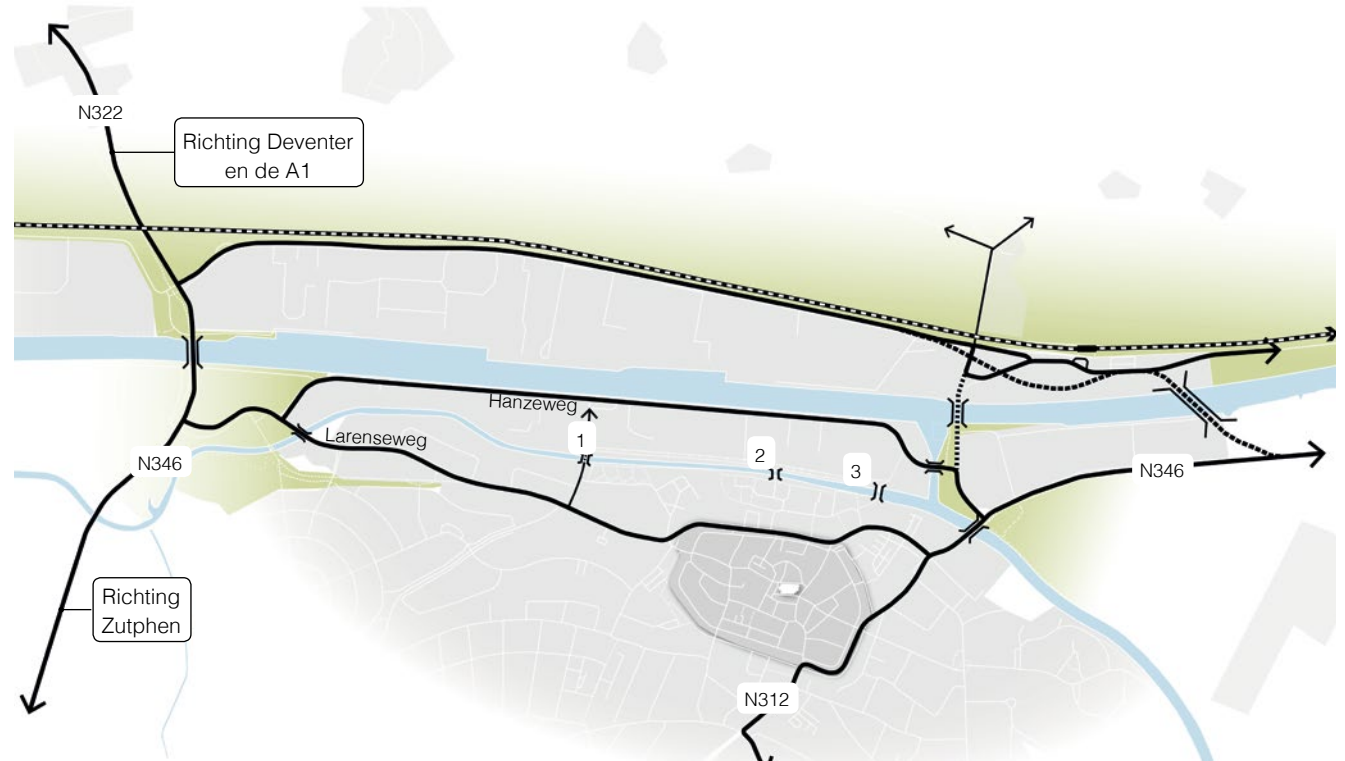 N322
Richting Deventer
en de A1
Hanzeweg
Larenseweg
1
2
3
N346
N346
Richting
Zutphen
N312